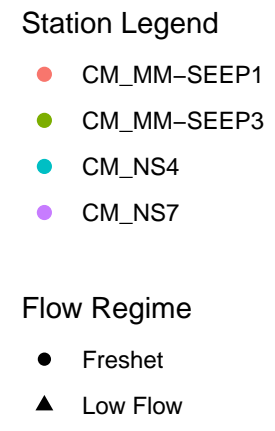 Station Legend
CM_MM−SEEP1
CM_MM−SEEP3
CM_NS4
CM_NS7
Flow Regime
Freshet
Low Flow